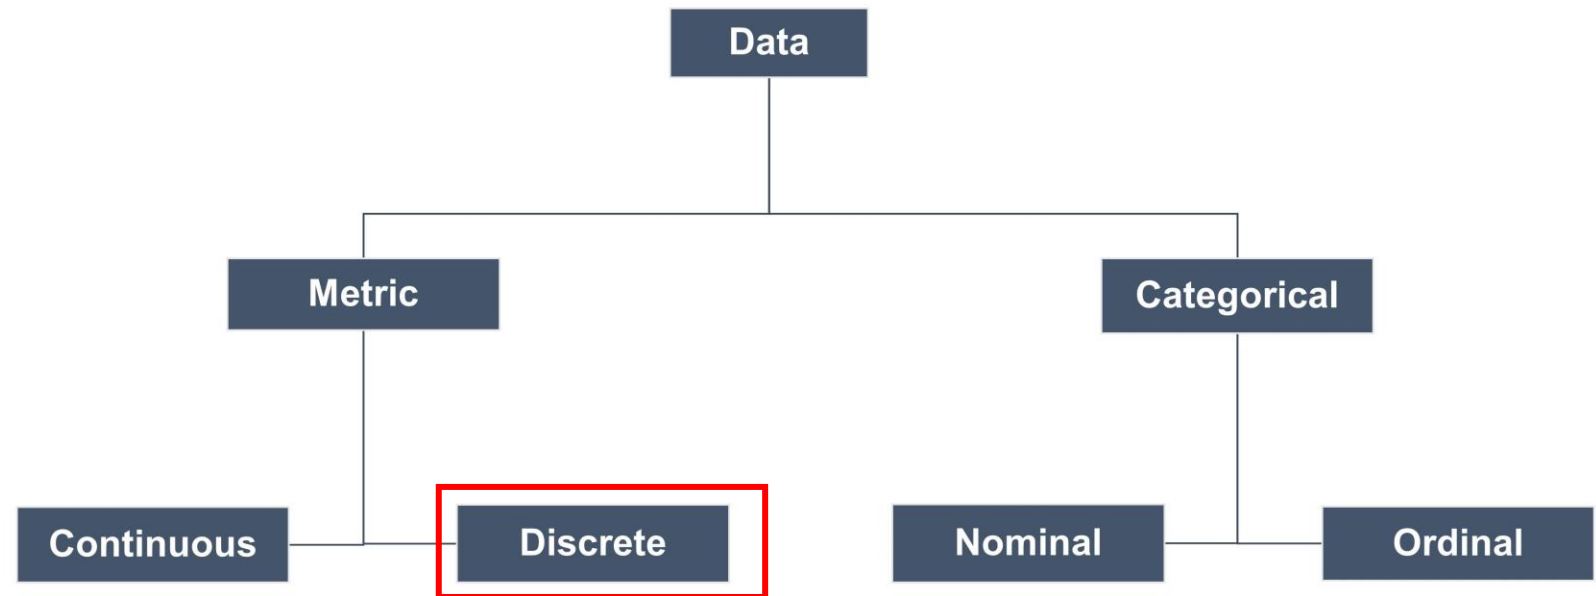 Data
Metric
Categorical
Continuous
Discrete
Nominal
Ordinal